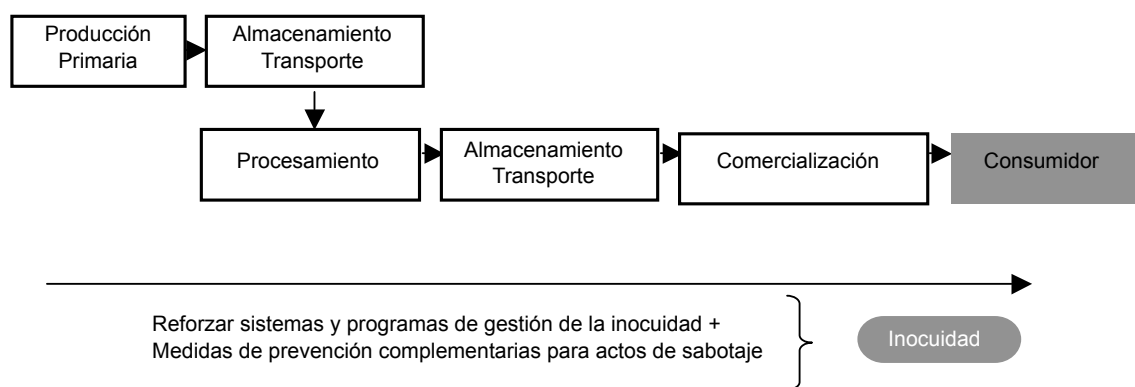 Producción
Primaria
Almacenamiento
Transporte
Procesamiento
Almacenamiento
Transporte
Comercialización
Consumidor
Reforzar sistemas y programas de gestión de la inocuidad +
Medidas de prevención complementarias para actos de sabotaje
Inocuidad